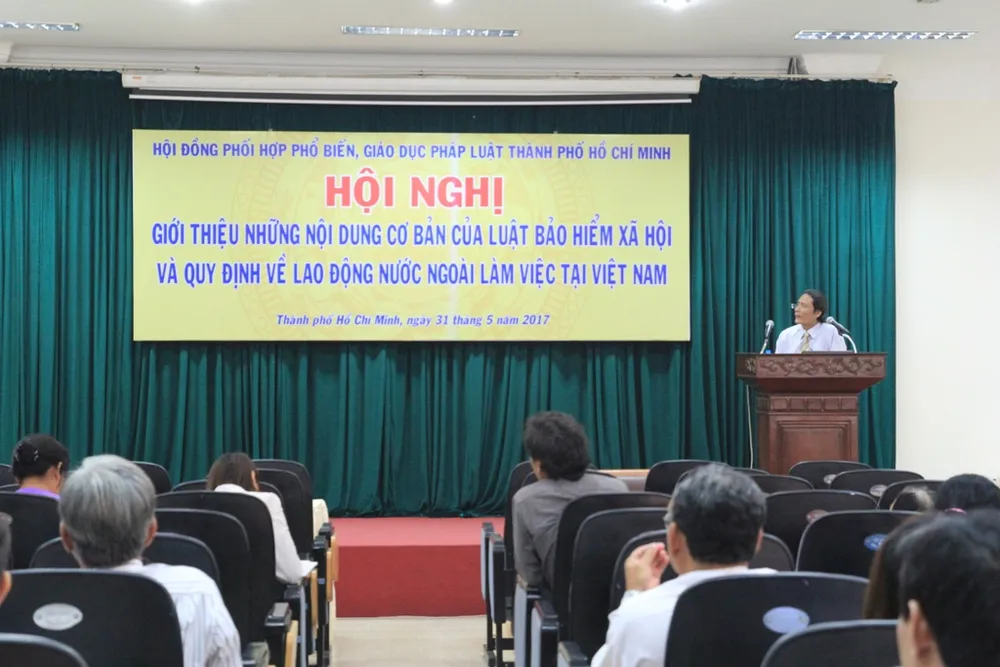 HỘI ĐỒNG PHỐI HỢP PHỔ BIẾN, GIÁO DỤC PHÁP LUẬT THÀNH PHỐ HỒ CHÍ MINH
HỘI NGHỊ
GIỚI THIỆU NHỮNG NỘI DUNG CƠ BẢN CỦA LUẬT BẢO HIỂM XÃ HỘI
VÀ QUY ĐỊNH VỀ LAO ĐỘNG NƯỚC NGOÀI LÀM VIỆC TẠI VIỆT NAM
Thành phố Hồ Chí Minh, ngày 31 tháng 5 năm 2017